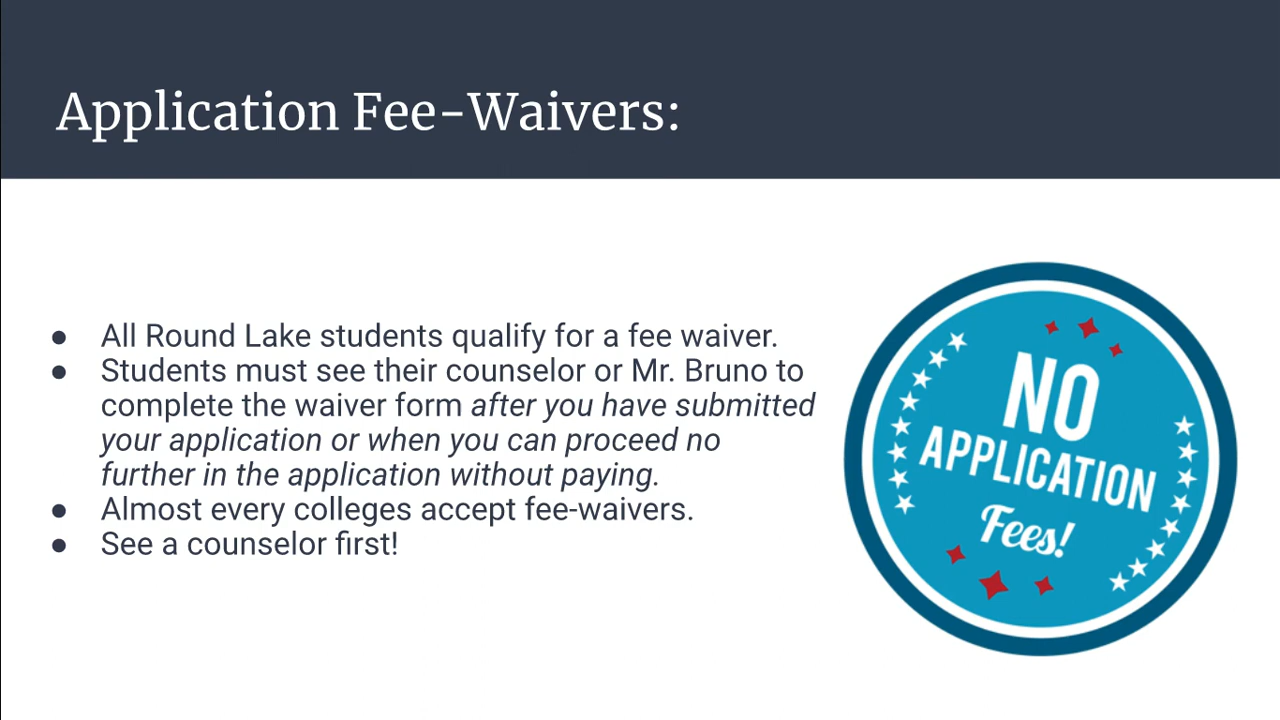 Application Fee-Waivers:
● All Round Lake students qualify for a fee waiver.
● Students must see their counselor or Mr. Bruno to
complete the waiver form after you have submitted
your application or when you can proceed no
further in the application without paying.
● Almost every colleges accept fee-waivers.
● See a counselor first!
NO
APPLICATION
Fees!